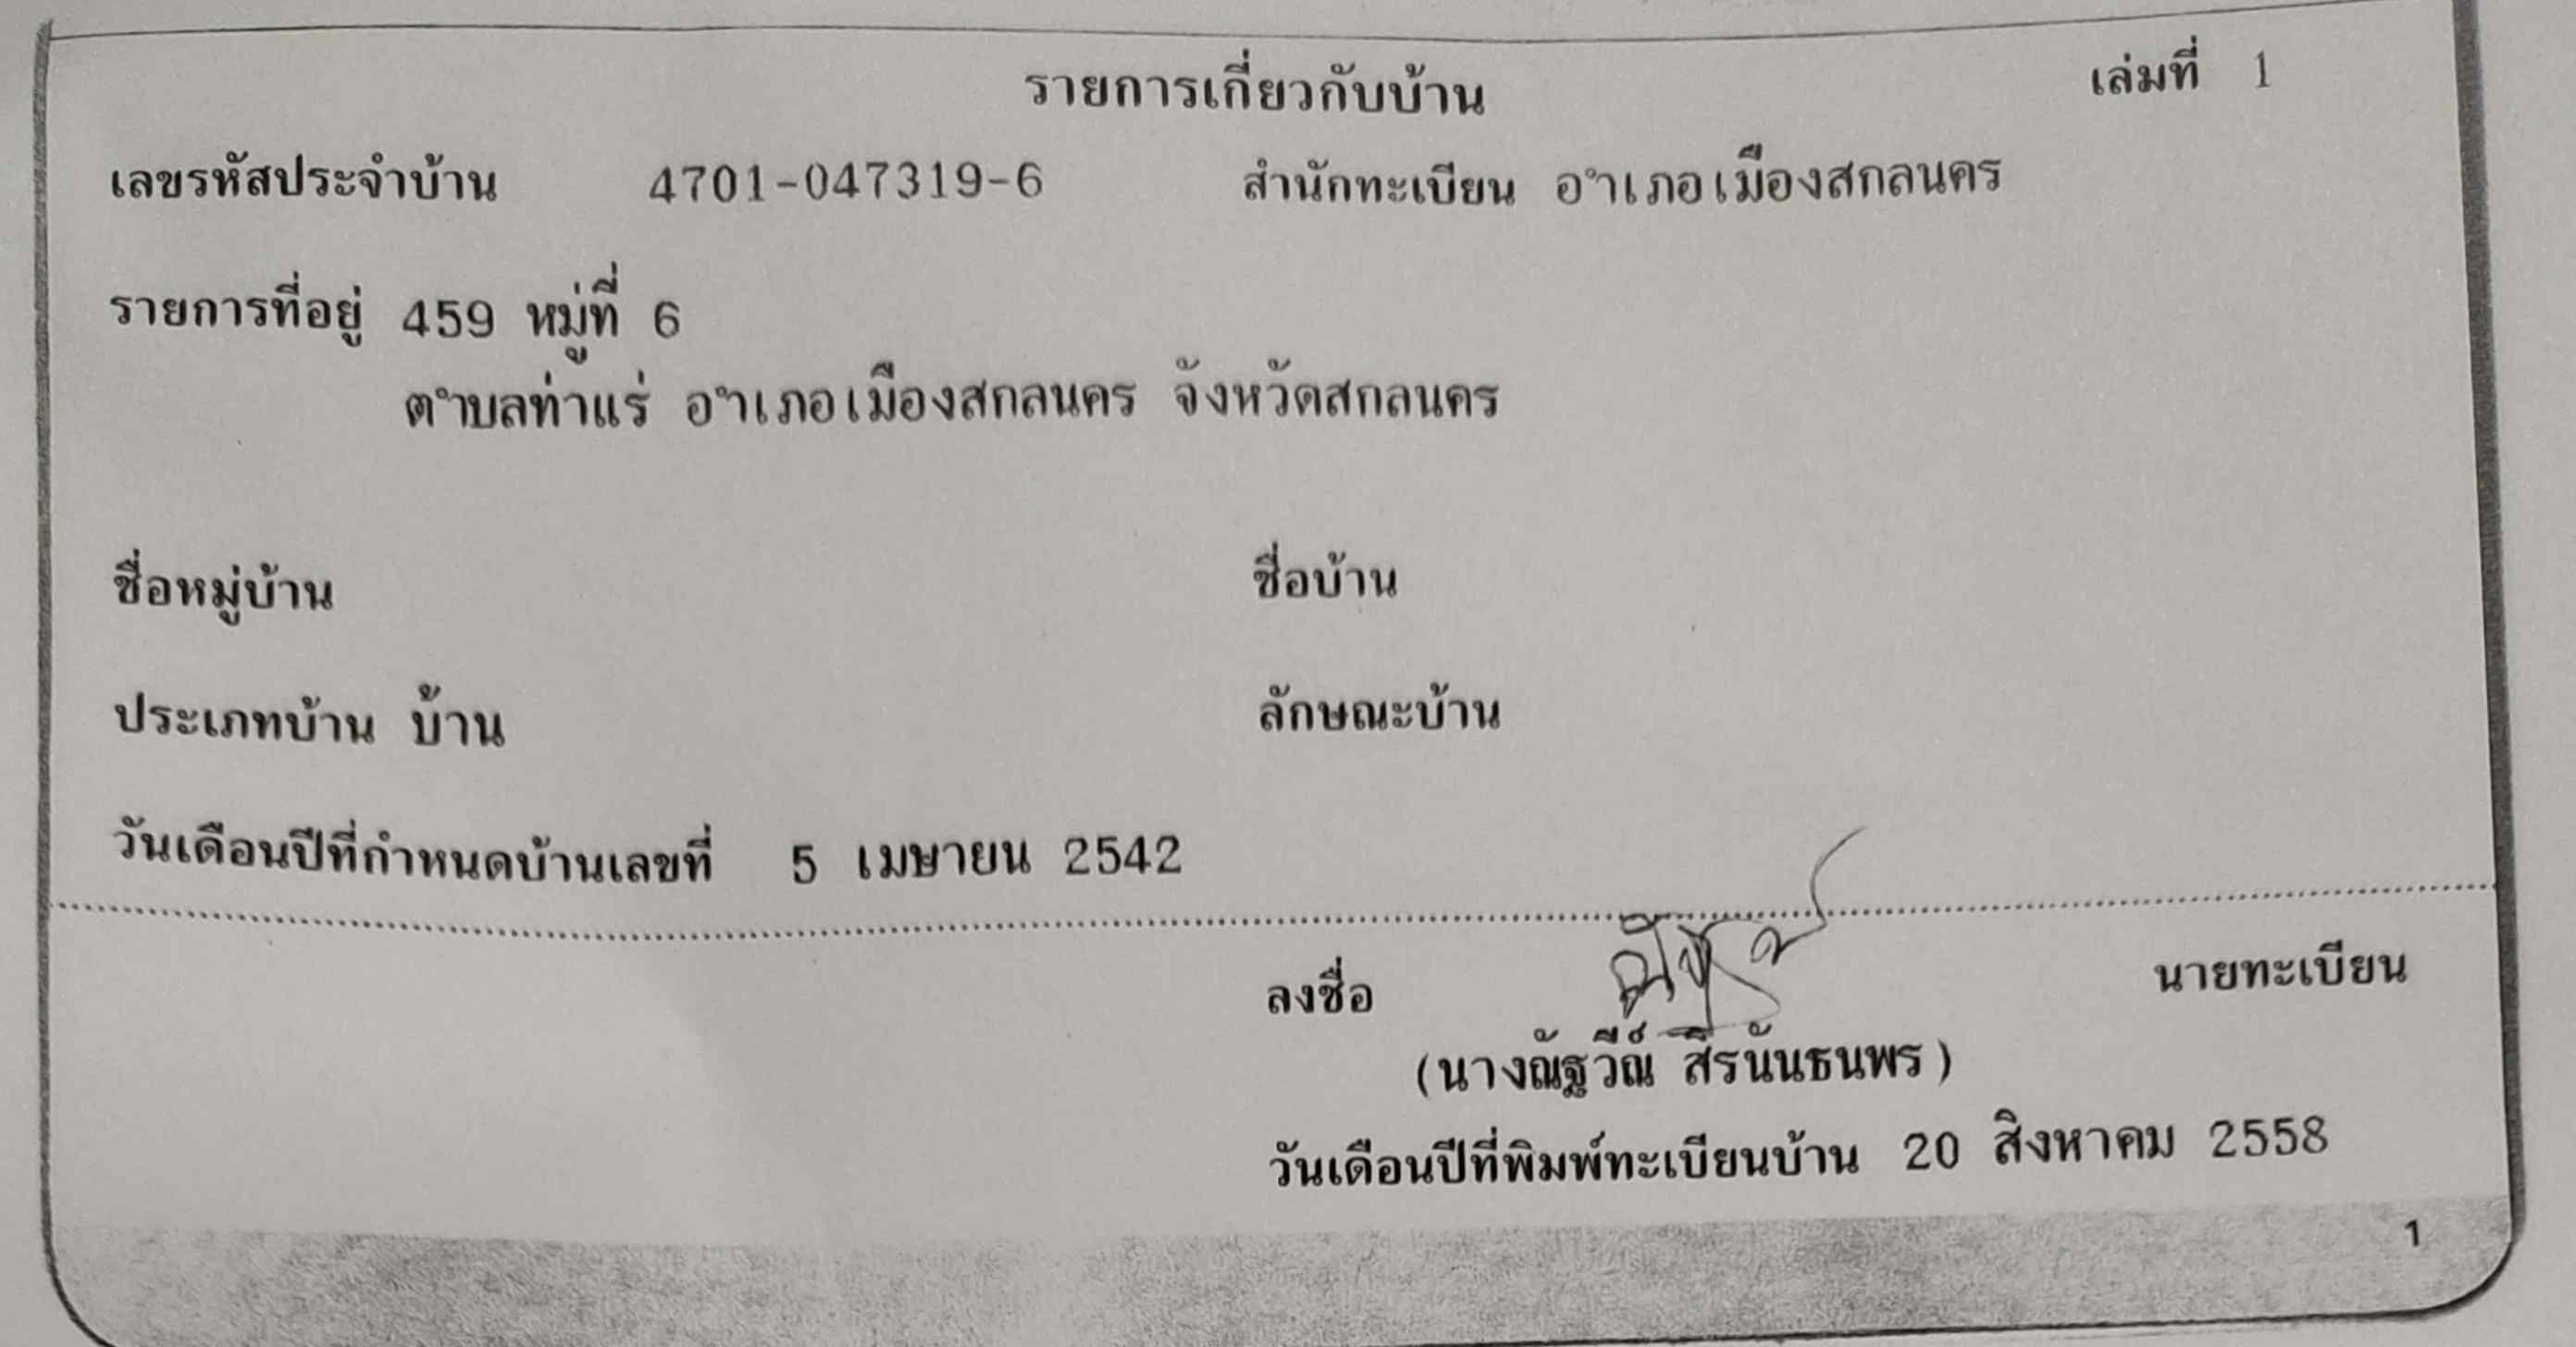 รายการเกี่ยวกับบ้าน เล่มที่ 1
เลขรหัสประจำบ้าน 4701-047319-6 สำนักทะเบียน อำเภอเมืองสกลนคร
รายการที่อยู่ 459 หมู่ที่ 6
ตำบลท่าแร่ อำเภอเมืองสกลนคร จังหวัดสกลนคร
ชื่อหมู่บ้าน ชื่อบ้าน
ประเภทบ้าน บ้าน ลักษณะบ้าน
วันเดือนปีที่กำหนดบ้านเลขที่ 5 เมษายน 2542
ลงชื่อ นายทะเบียน
(นางณัฐวีณ์ สิรนันธนพร)
วันเดือนปีที่พิมพ์ทะเบียนบ้าน 20 สิงหาคม 2558
1